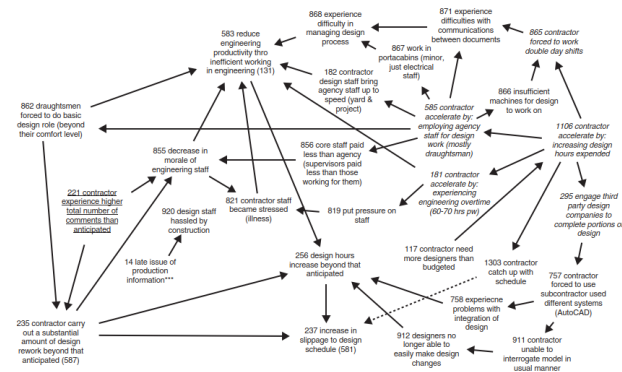 868 experience
difficulty in
managing design
process
871 experience
difficulties with
communications
between documents
583 reduce
engineering
productivity thro
inefficient working
in engineering (131)
865 contractor
forced to work
double day shifts
867 work in
portacabins (minor,
just electrical
staff)
182 contractor
design staff bring
agency staff up to
speed (yard &
project)
866 insufficient
machines for design
to work on
862 draughtsmen
forced to do basic
design role (beyond
their comfort level)
585 contractor
accelerate by:
employing agency
staff for design
work (mostly
draughtsman)
1106 contractor
accelerate by:
increasing design
hours expended
855 decrease in
morale of
engineering staff
856 core staff paid
less than agency
(supervisors paid
less than those
working for them)
181 contractor
accelerate by:
experiencing
engineering overtime
(60-70 hrs pw)
221 contractor
experience higher
total number of
comments than
anticipated
821 contractor staff
became stressed
(illness)
819 put pressure on
staff
295 engage third
party design
companies to
complete portions of
design
920 design staff
hassled by
construction
117 contractor need
more designers than
budgeted
14 late issue of
production
information***
256 design hours
increase beyond that
anticipated
1303 contractor
catch up with
schedule
757 contractor
forced to use
subcontractor used
different systems
(AutoCAD)
758 experiecne
problems with
integration of
design
235 contractor carry
out a substantial
amount of design
rework beyond that
anticipated (587)
237 increase in
slippage to design
schedule (581)
912 designers no
longer able to
easily make design
changes
911 contractor
unable to
interrogate model in
usual manner